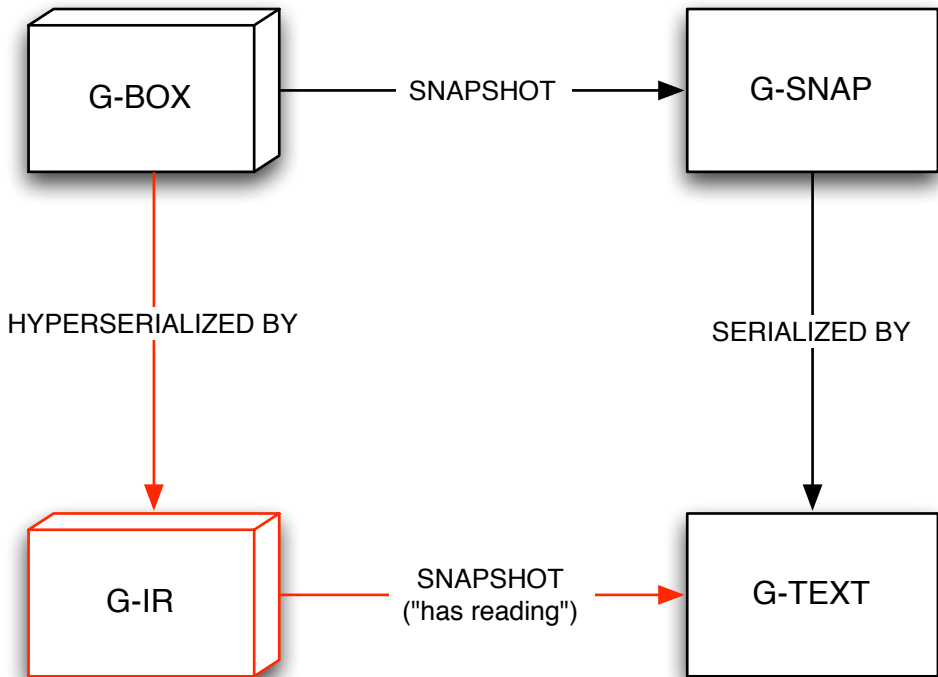 G-BOX
SNAPSHOT
G-SNAP
HYPERSERIALIZED BY
SERIALIZED BY
G-IR
SNAPSHOT
("has reading")
G-TEXT